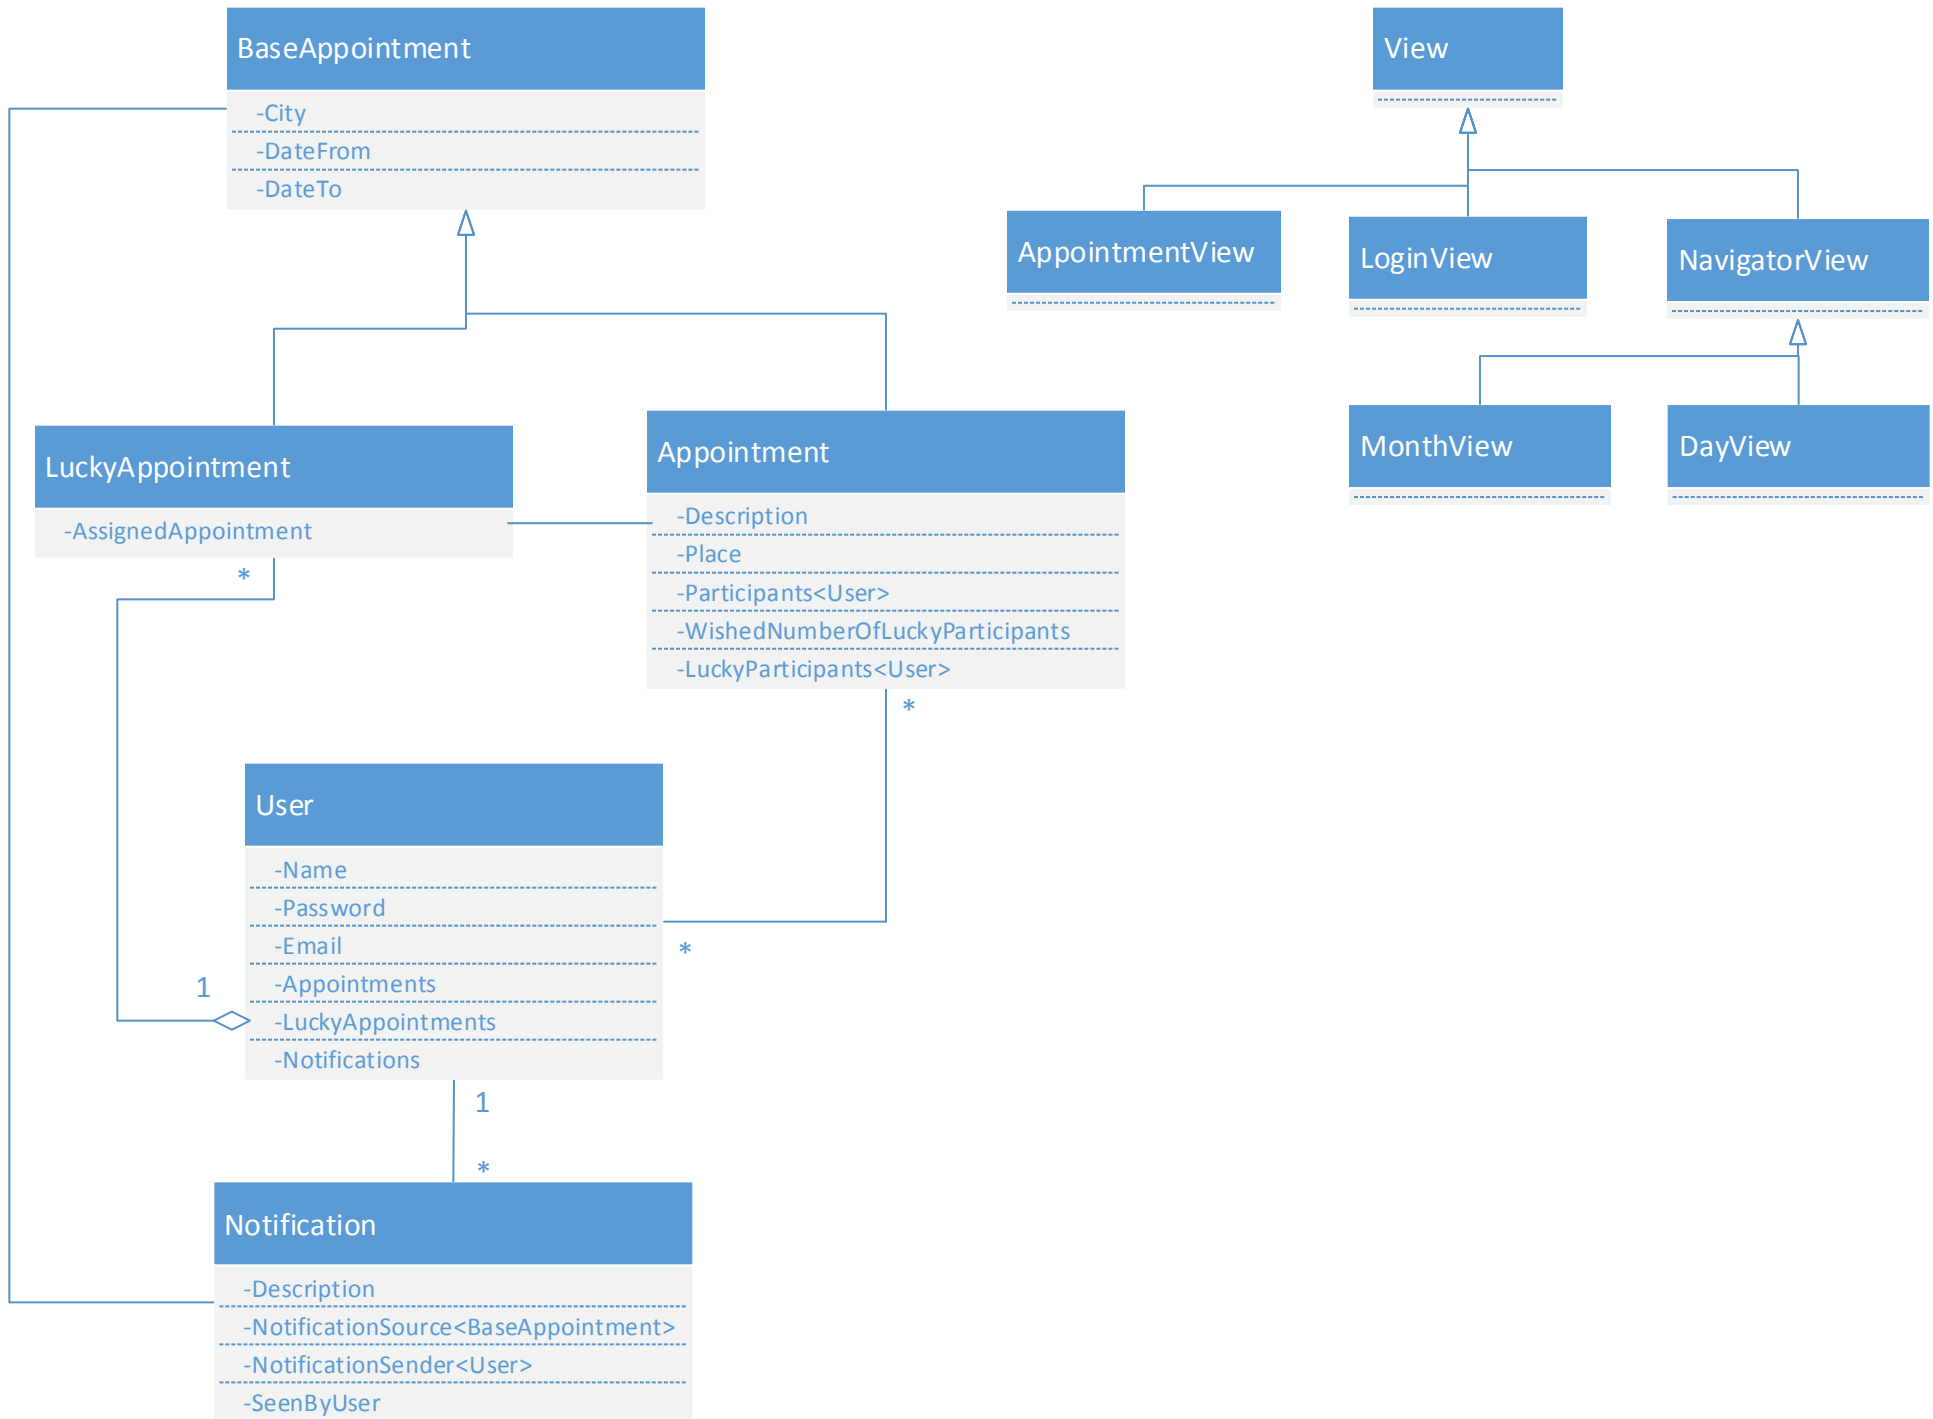 BaseAppointment
-City
-DateFrom
-DateTo
View
AppointmentView
LoginView
NavigatorView
MonthView
DayView
LuckyAppointment
-AssignedAppointment
*
Appointment
-Description
-Place
-Participants<User>
-WishedNumberOfLuckyParticipants
-LuckyParticipants<User>
*
User
-Name
-Password
-Email
-Appointments
-LuckyAppointments
-Notifications
*
1
1
*
Notification
-Description
-NotificationSource<BaseAppointment>
-NotificationSender<User>
-SeenByUser